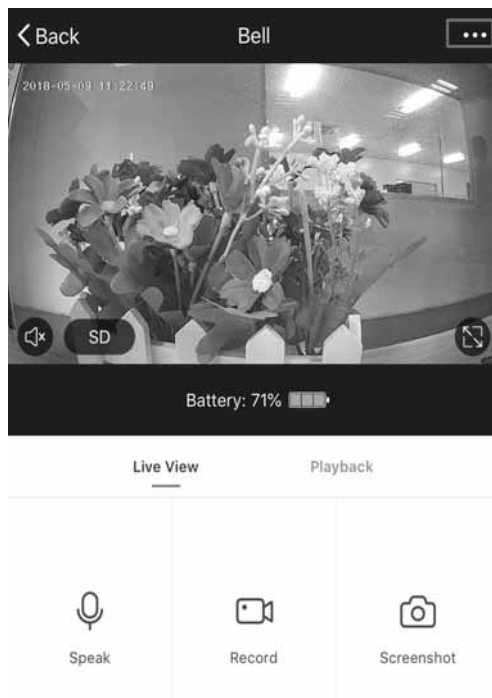 Back
Bell
2018-05-09 11:22:49
SD
Battery: 71%
Live View
Playback
Speak
Record
Screenshot